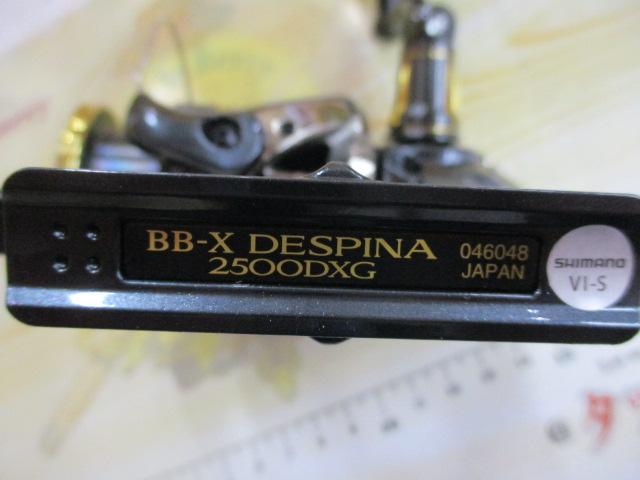 BB-X DESPINA
2500DXG
046048
JAPAN
SHIMANO
VI-S